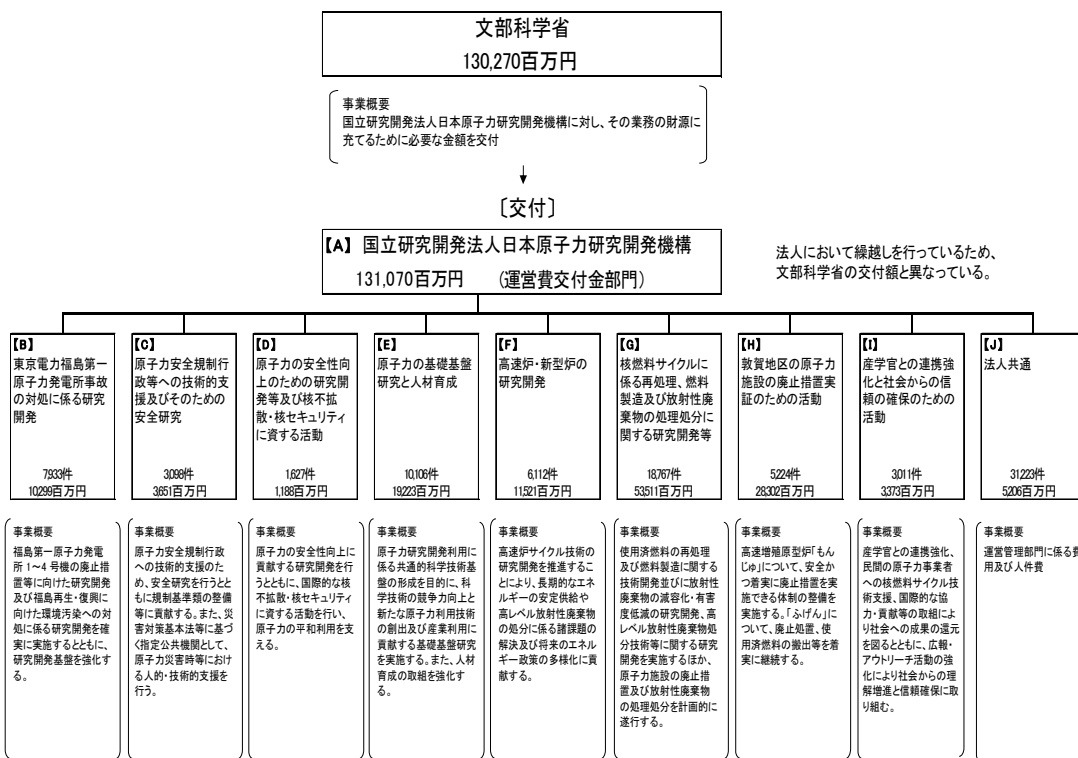 文部科学省
130,270百万円
事業概要
国立研究開発法人日本原子力研究開発機構に対し、その業務の財源に
充てるために必要な金額を交付
〔交付〕
【A】 国立研究開発法人日本原子力研究開発機構
131,070百万円 (運営費交付金部門)
法人において繰越しを行っているため、
文部科学省の交付額と異なっている。
【B】
東京電力福島第一
原子力発電所事故
の対処に係る研究
開発
7,933件
10,299百万円
【C】
原子力安全規制行
政等への技術的支
援及びそのための
安全研究
3,098件
3,651百万円
【D】
原子力の安全性向
上のための研究開
発等及び核不拡
散・核セキュリティ
に資する活動
1,627件
1,188百万円
【E】
原子力の基礎基盤
研究と人材育成
10,106件
19,223百万円
【F】
高速炉・新型炉の
研究開発
6,112件
11,521百万円
【G】
核燃料サイクルに
係る再処理、燃料
製造及び放射性廃
棄物の処理処分に
関する研究開発等
18,767件
53,511百万円
【H】
敦賀地区の原子力
施設の廃止措置実
証のための活動
5,224件
28,302百万円
【I】
産学官との連携強
化と社会からの信
頼の確保のための
活動
3,011件
3,373百万円
【J】
法人共通
31,223件
5,206百万円
事業概要
福島第一原子力発電
所1~4号機の廃止措
置等に向けた研究開発
及び福島再生・復興に
向けた環境汚染への対
処に係る研究開発を確
実に実施するとともに、
研究開発基盤を強化す
る。
事業概要
原子力安全規制行政
への技術的支援のた
め、安全研究を行うとと
もに規制基準類の整備
等に貢献する。また、災
害対策基本法等に基づ
く指定公共機関として、
原子力災害時等におけ
る人的・技術的支援を
行う。
事業概要
原子力の安全性向上に
貢献する研究開発を行
うとともに、国際的な核
不拡散・核セキュリティ
に資する活動を行い、
原子力の平和利用を支
える。
事業概要
原子力研究開発利用に
係る共通的科学技術基
盤の形成を目的に、科
学技術の競争力向上と
新たな原子力利用技術
の創出及び産業利用に
貢献する基礎基盤研究
を実施する。また、人材
育成の取組を強化す
る。
事業概要
高速炉サイクル技術の
研究開発を推進するこ
とにより、長期的なエネ
ルギーの安定供給や
高レベル放射性廃棄物
の処分に係る諸課題の
解決及び将来のエネル
ギー政策の多様化に貢
献する。
事業概要
使用済燃料の再処理
及び燃料製造に関する
技術開発並びに放射性
廃棄物の減容化・有害
度低減の研究開発、高
レベル放射性廃棄物処
分技術等に関する研究
開発を実施するほか、
原子力施設の廃止措
置及び放射性廃棄物
の処理処分を計画的に
遂行する。
事業概要
高速増殖原型炉「もん
じゅ」について、安全か
つ着実に廃止措置を実
施できる体制の整備を
実施する。「ふげん」に
ついて、廃止処置、使
用済燃料の搬出等を着
実に継続する。
事業概要
産学官との連携強化、
民間の原子力事業者
への核燃料サイクル技
術支援、国際的な協
力・貢献等の取組によ
り社会への成果の還元
を図るとともに、広報・
アウトリーチ活動の強
化により社会からの理
解増進と信頼確保に取
り組む。
事業概要
運営管理部門に係る費
用及び人件費